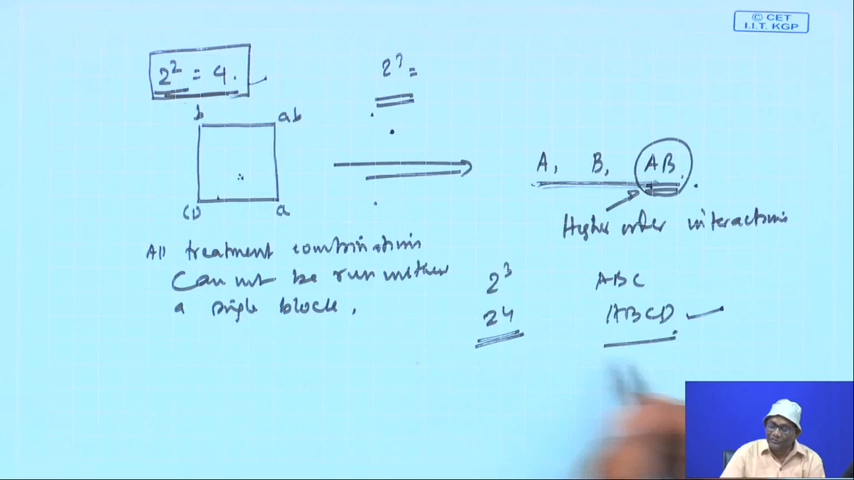 © CET
I.I.T. KGP
2² = 4.
2³ =
b
ab
(1)
a
A, B, AB.
Higher order interactions
All treatment combinations
Can not be run within
a single block.
2³ ABC
24 ABCD